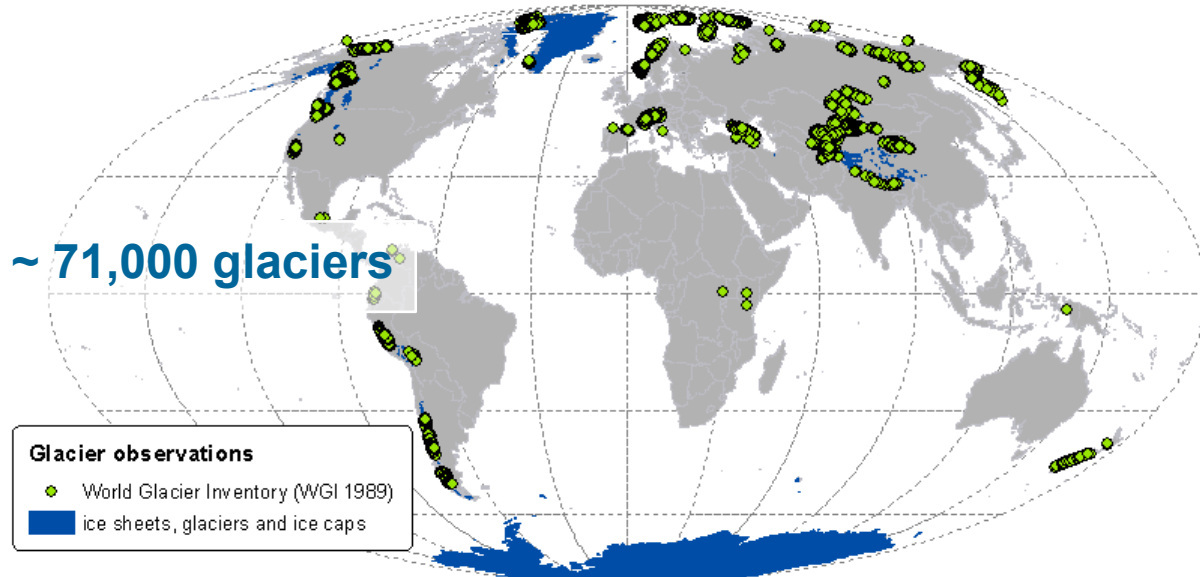 ~ 71,000 glaciers
Glacier observations
World Glacier Inventory (WGI 1989)
ice sheets, glaciers and ice caps